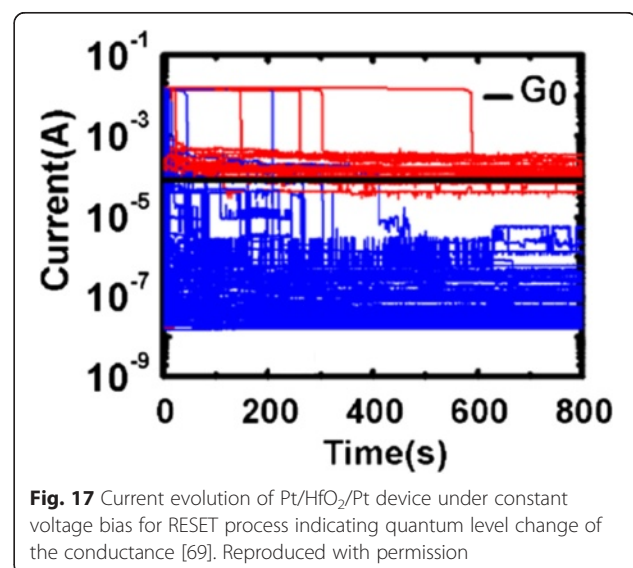 10⁻¹
G0
10⁻³
Current(A)
10⁻⁵
10⁻⁷
10⁻⁹
0 200 400 600 800
Time(s)
Fig. 17 Current evolution of Pt/HfO₂/Pt device under constant
voltage bias for RESET process indicating quantum level change of
the conductance [69]. Reproduced with permission